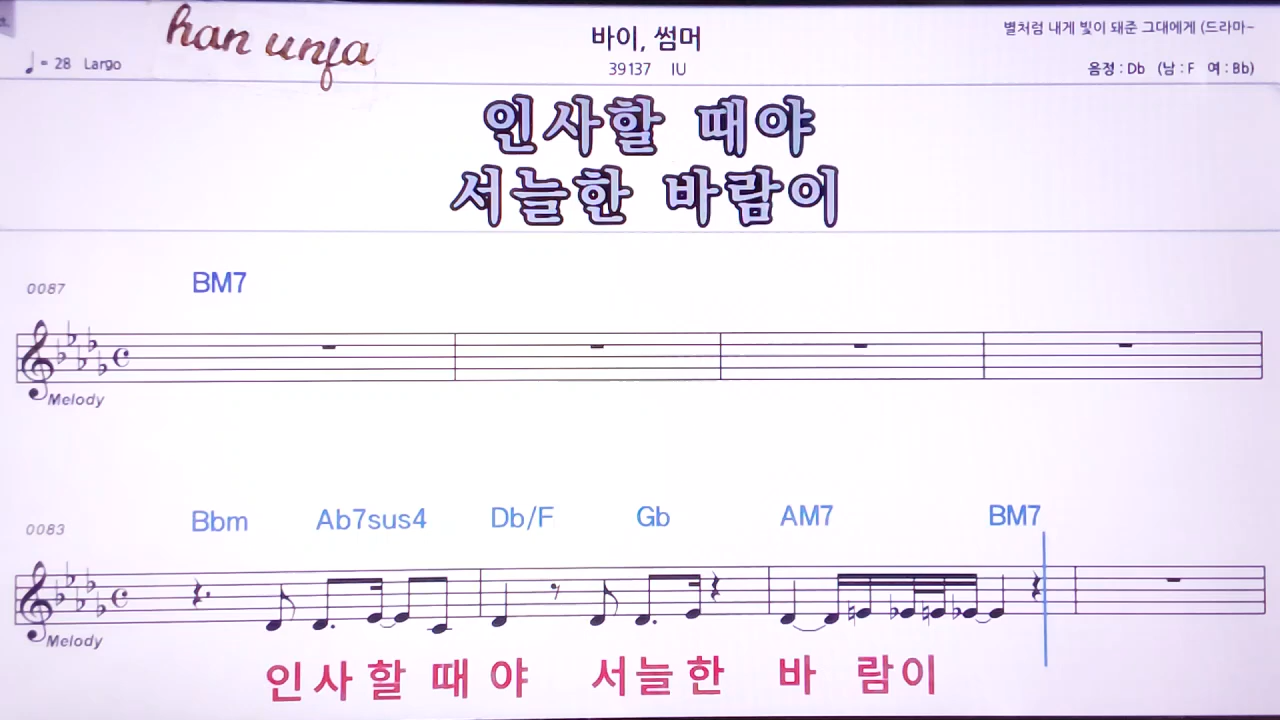 han unfa
바이, 썸머
별처럼 내게 빛이 돼준 그대에게 (드라마~
♩= 28 Largo
39137 IU
음정 : Db (남 : F 여 : Bb)
인사할 때야
서늘한 바람이
0087
BM7
Melody
0083
Bbm Ab7sus4 Db/F Gb AM7 BM7
Melody
인 사 할 때 야 서 늘 한 바 람 이